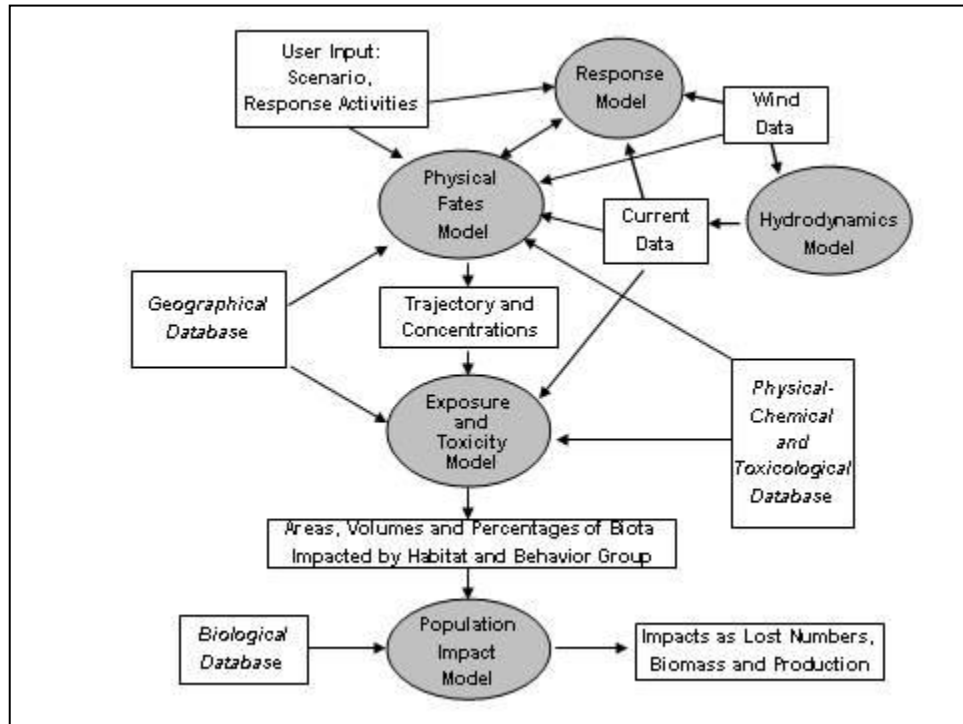 User Input:
Scenario,
Response Activities
Response
Model
Wind
Data
Physical
Fates
Model
Current
Data
Hydrodynamics
Model
Geographical
Database
Trajectory and
Concentrations
Exposure
and
Toxicity
Model
Physical-
Chemical
and
Toxicological
Database
Areas, Volumes and Percentages of Biota
Impacted by Habitat and Behavior Group
Biological
Database
Population
Impact
Model
Impacts as Lost Numbers,
Biomass and Production